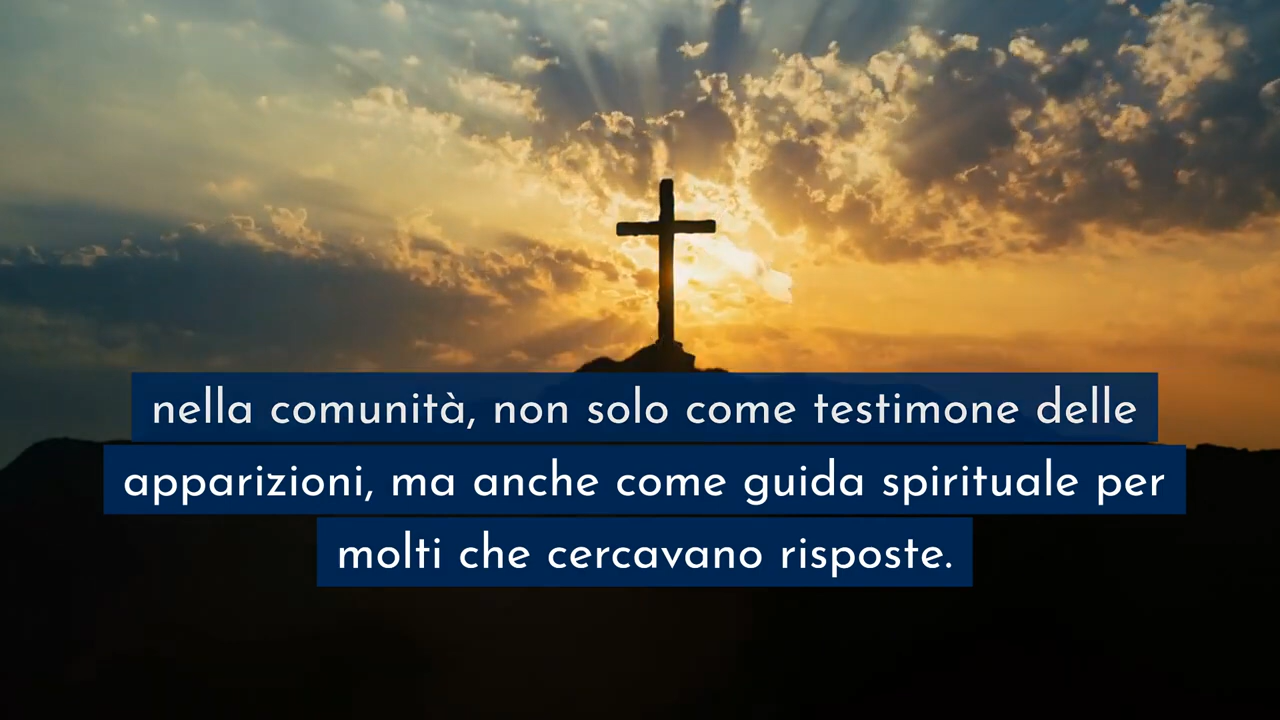 nella comunità, non solo come testimone delle
apparizioni, ma anche come guida spirituale per
molti che cercavano risposte.